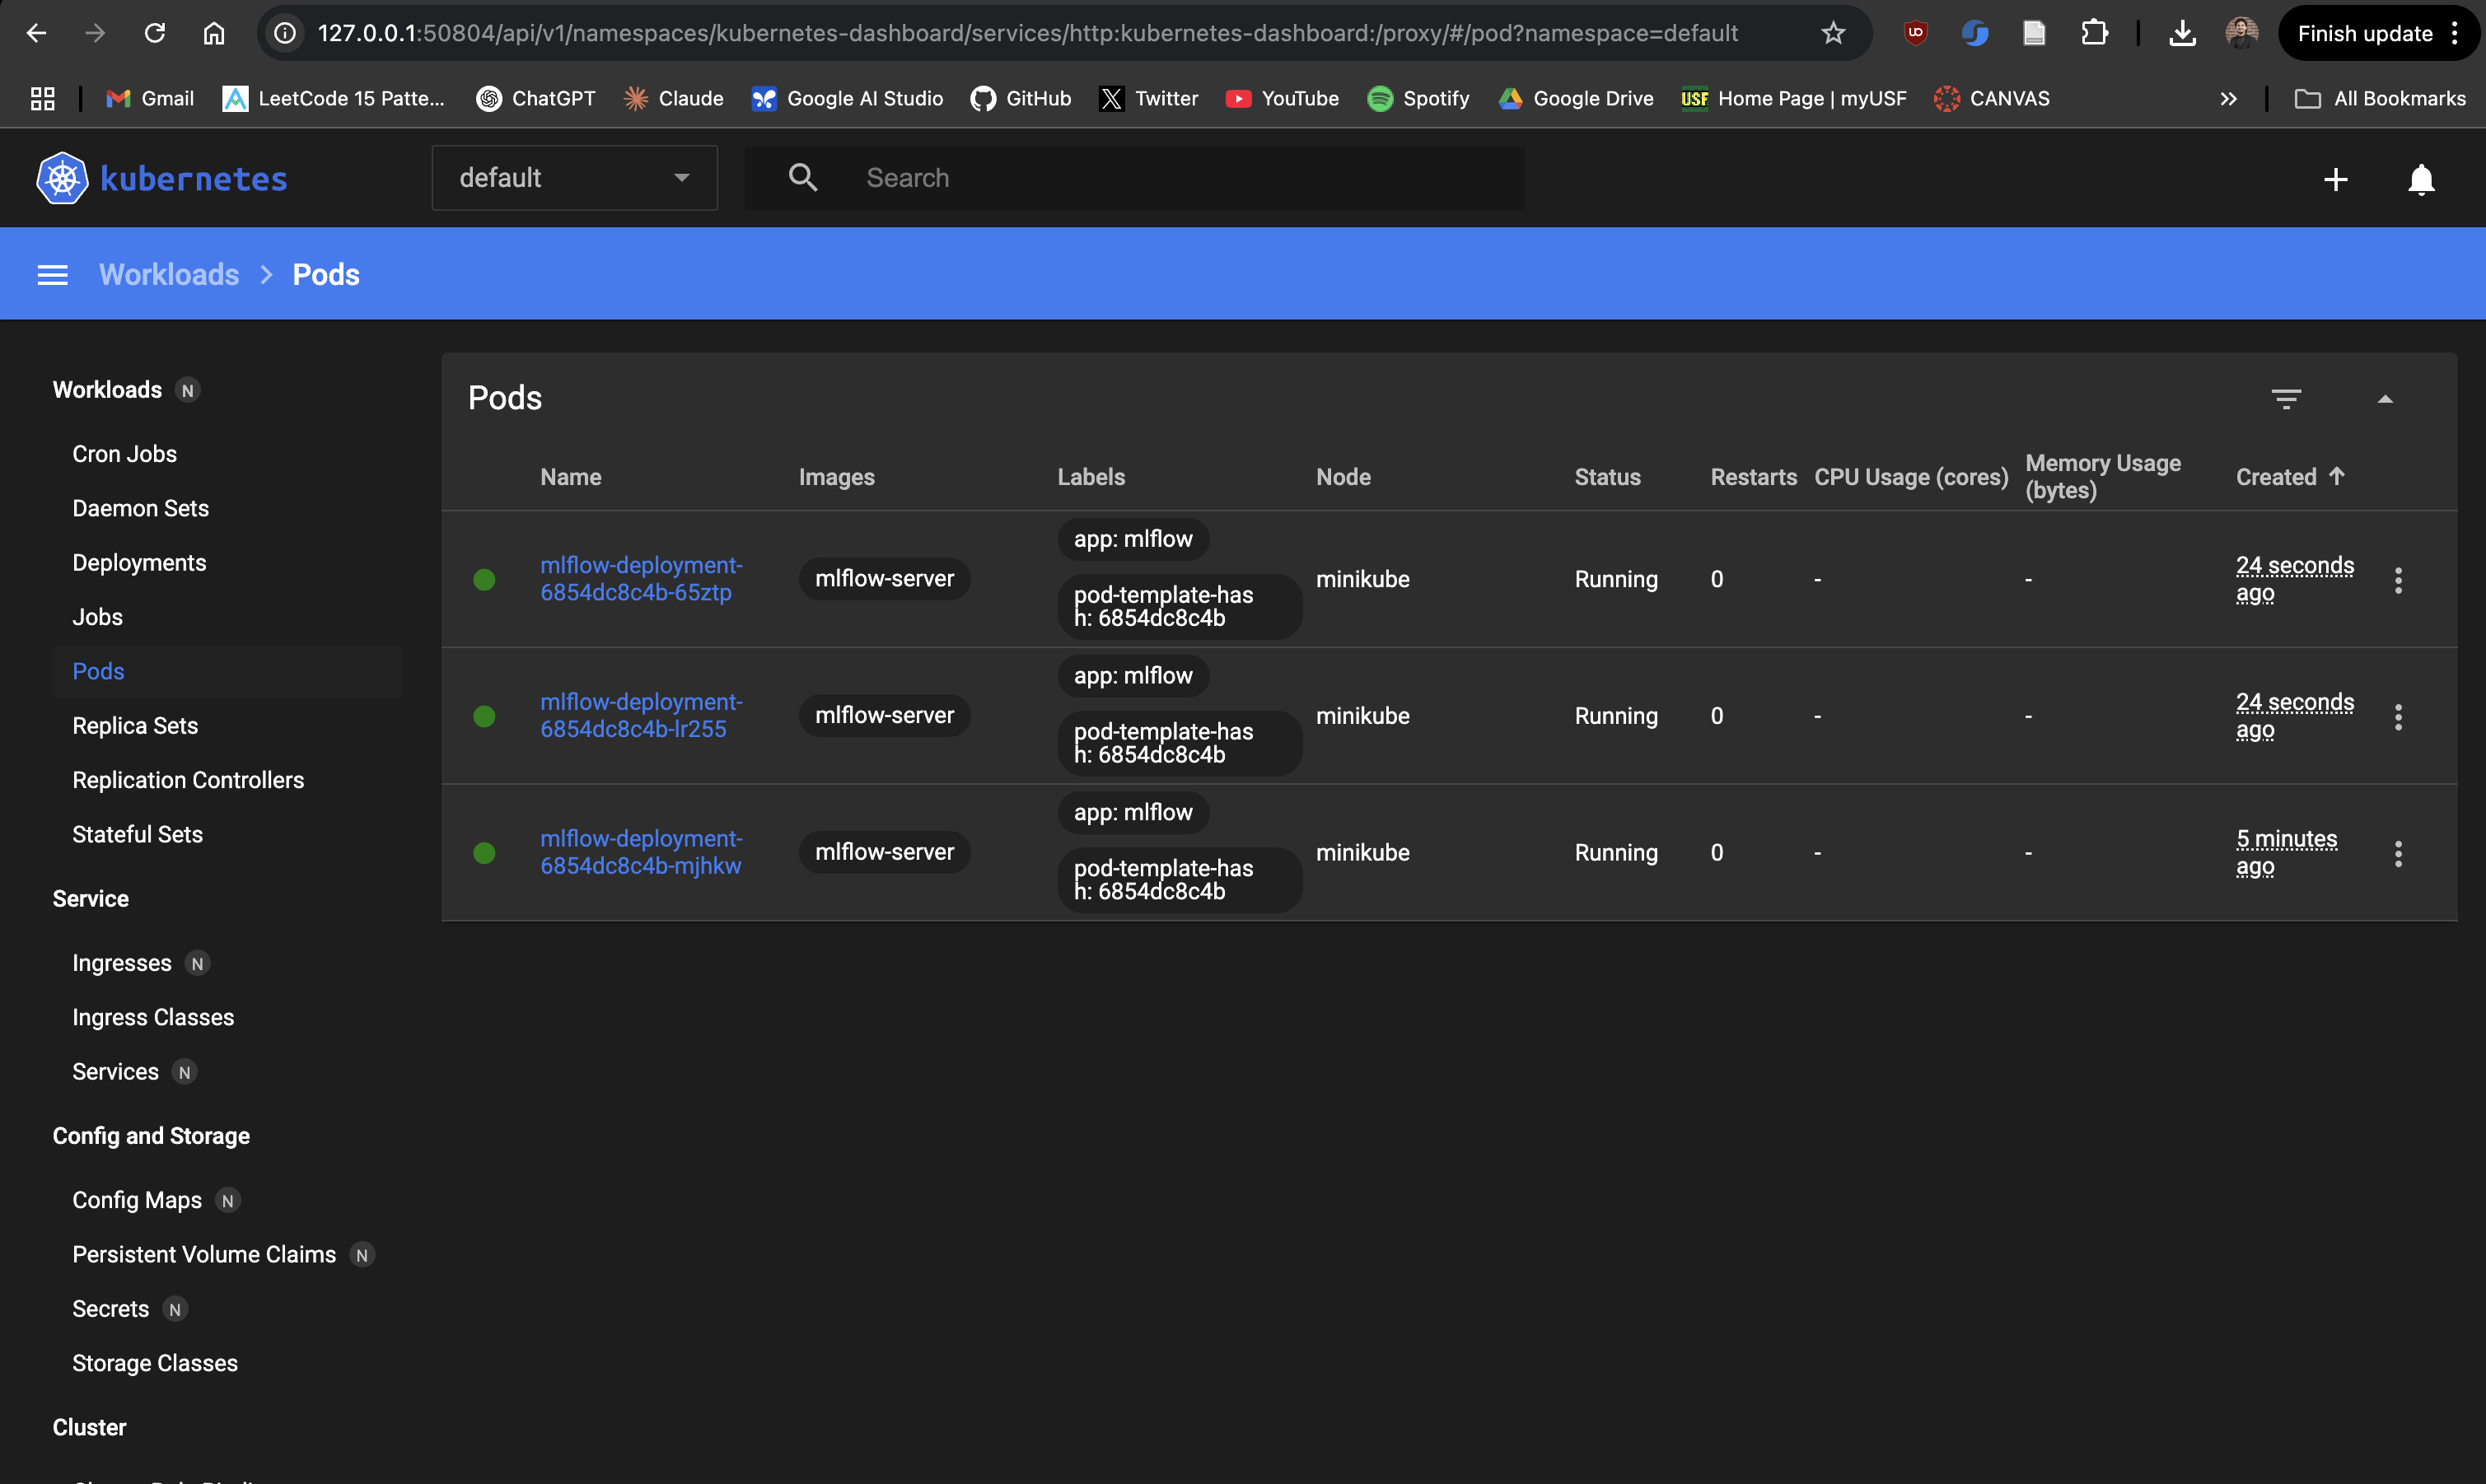 127.0.0.1:50804/api/v1/namespaces/kubernetes-dashboard/services/http:kubernetes-dashboard:/proxy/#/pod?namespace=default
Finish update
Gmail
LeetCode 15 Patte...
ChatGPT
Claude
Google AI Studio
GitHub
Twitter
YouTube
Spotify
Google Drive
USF Home Page | myUSF
CANVAS
All Bookmarks
kubernetes
default
Search
Workloads
Pods
Workloads N
Cron Jobs
Daemon Sets
Deployments
Jobs
Pods
Replica Sets
Replication Controllers
Stateful Sets
Service
Ingresses N
Ingress Classes
Services N
Config and Storage
Config Maps N
Persistent Volume Claims N
Secrets N
Storage Classes
Cluster
Pods
Name
Images
Labels
Node
Status
Restarts
CPU Usage (cores)
Memory Usage
(bytes)
Created
mlflow-deployment-
6854dc8c4b-65ztp
mlflow-server
app: mlflow
pod-template-has
h: 6854dc8c4b
minikube
Running
0
-
-
24 seconds
ago
mlflow-deployment-
6854dc8c4b-lr255
mlflow-server
app: mlflow
pod-template-has
h: 6854dc8c4b
minikube
Running
0
-
-
24 seconds
ago
mlflow-deployment-
6854dc8c4b-mjhkw
mlflow-server
app: mlflow
pod-template-has
h: 6854dc8c4b
minikube
Running
0
-
-
5 minutes
ago